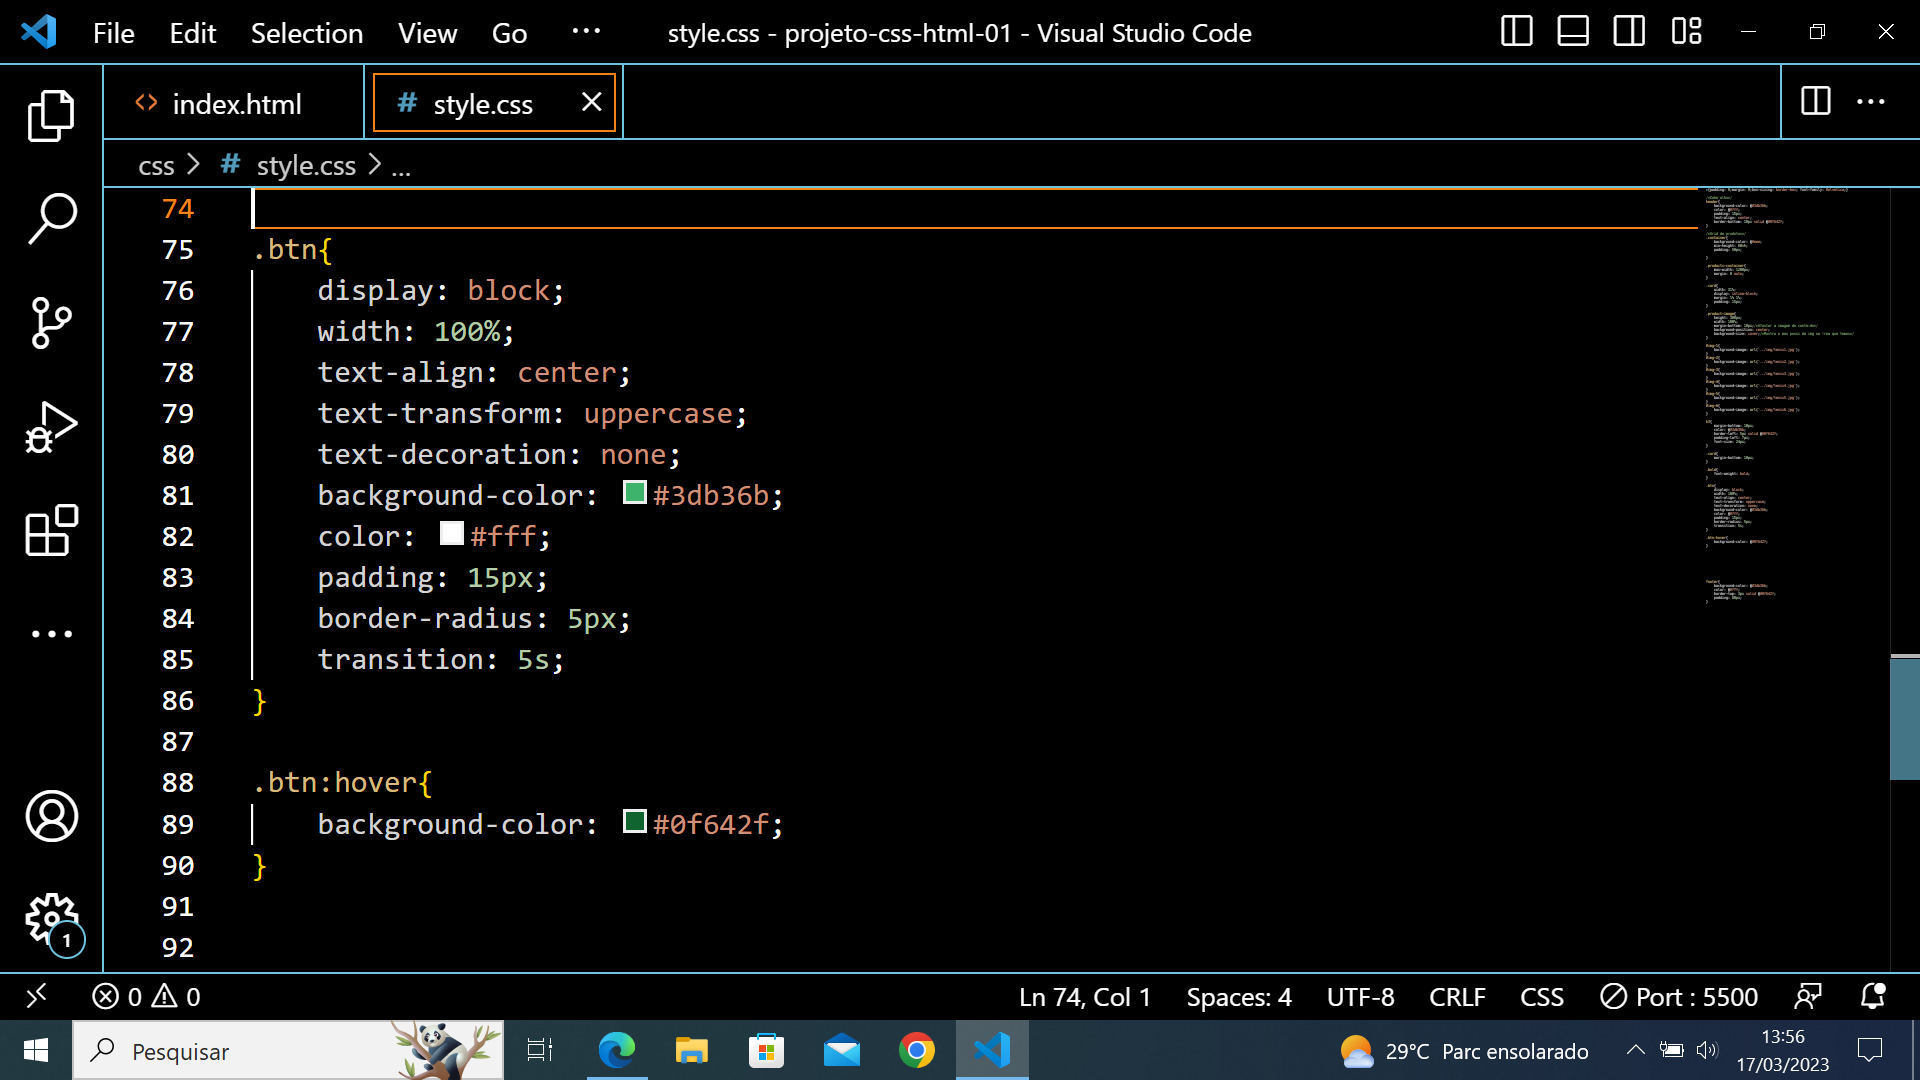 File Edit Selection View Go ...
style.css - projeto-css-html-01 - Visual Studio Code
<> index.html
# style.css
css > # style.css > ...
74
75 .btn{
76 display: block;
77 width: 100%;
78 text-align: center;
79 text-transform: uppercase;
80 text-decoration: none;
81 background-color: #3db36b;
82 color: #fff;
83 padding: 15px;
84 border-radius: 5px;
85 transition: 5s;
86 }
87
88 .btn:hover{
89 background-color: #0f642f;
90 }
91
92
1
0 0
Ln 74, Col 1 Spaces: 4 UTF-8 CRLF CSS Port : 5500
Pesquisar
29°C Parc ensolarado
13:56
17/03/2023